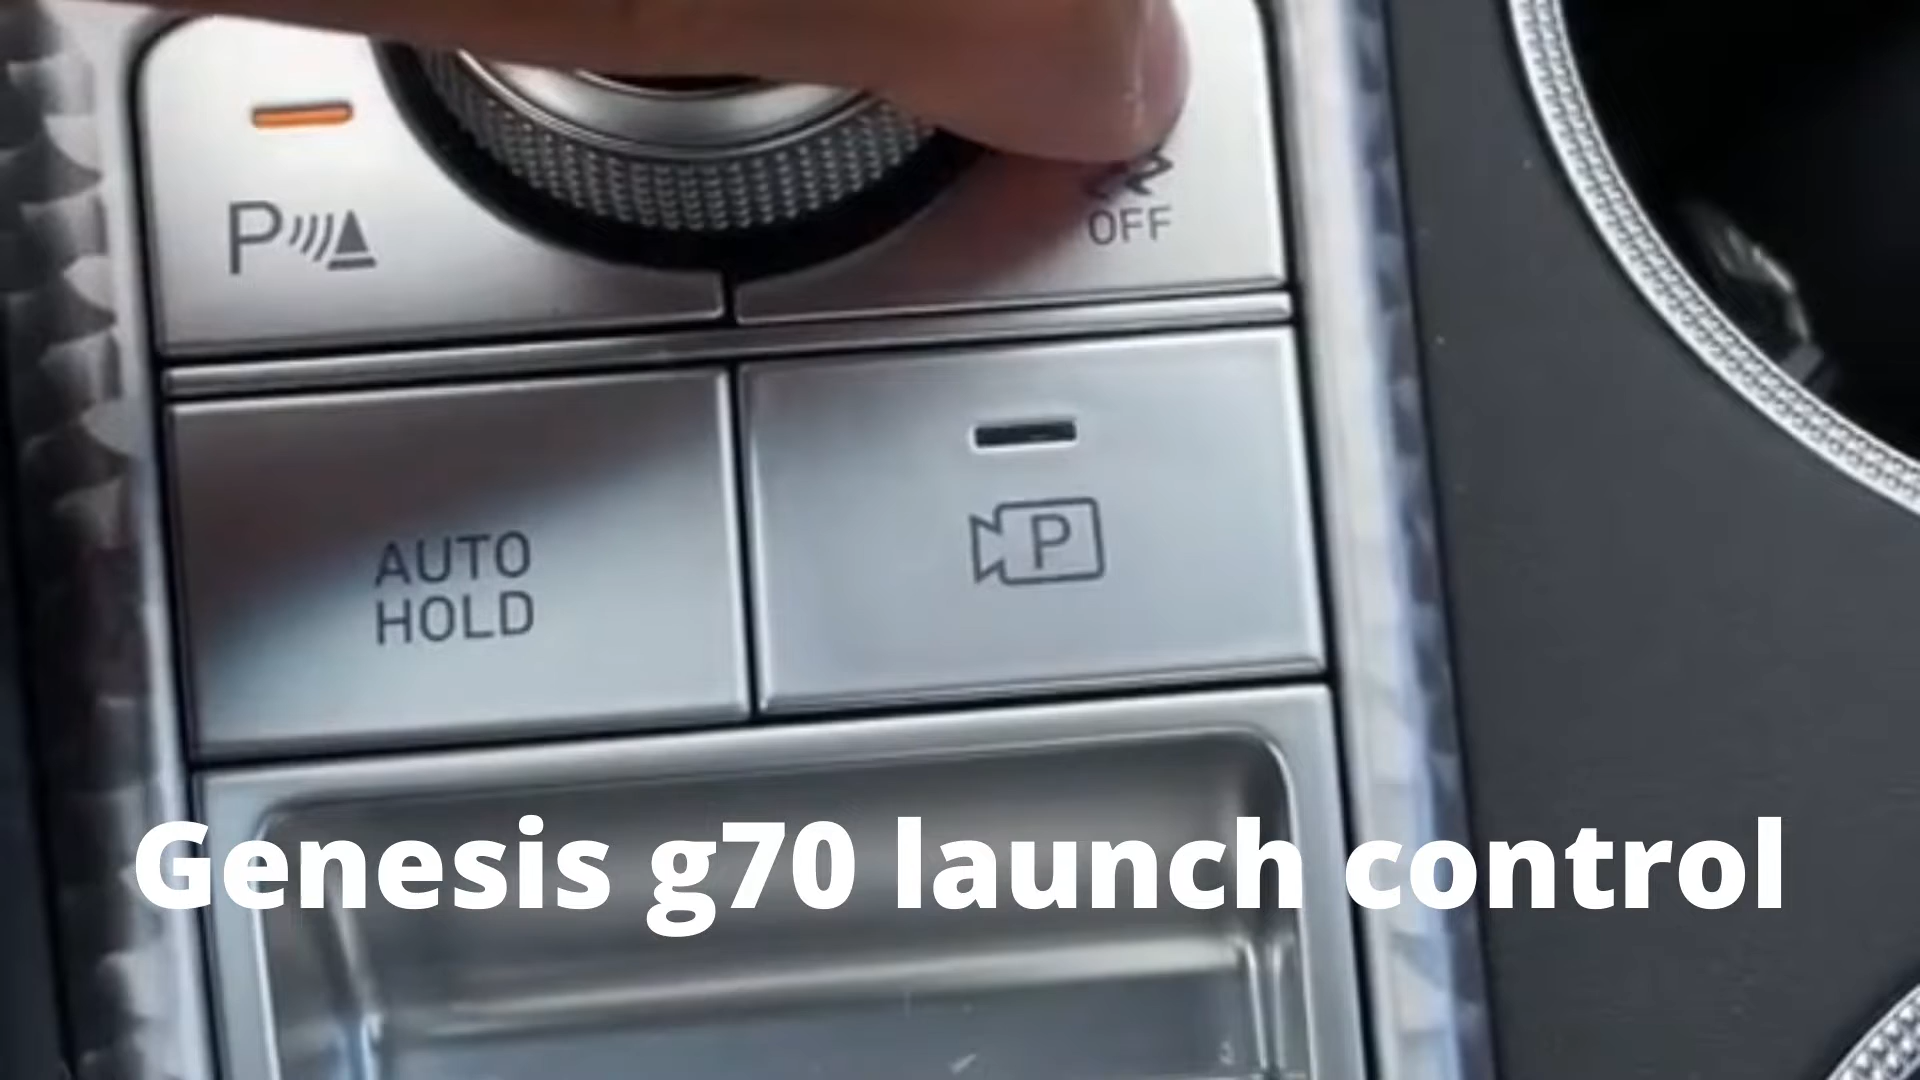 P
OFF
AUTO
HOLD
P
Genesis g70 launch control